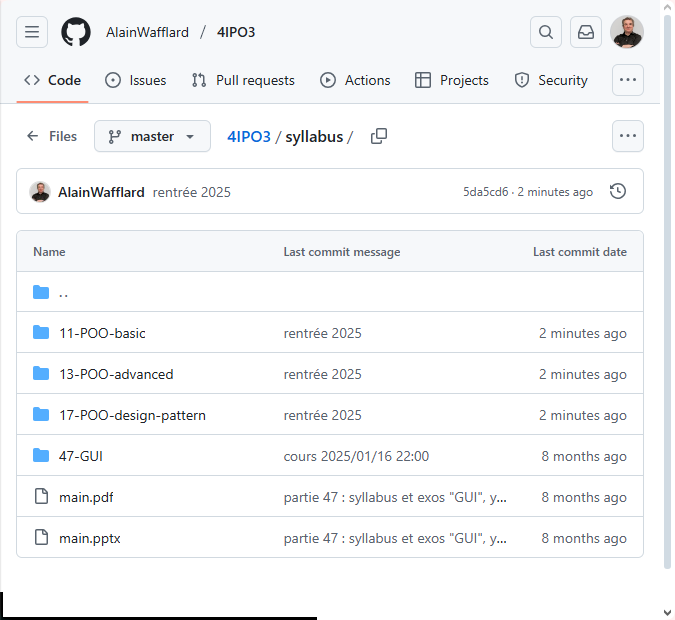 AlainWafflard / 4IPO3
Code Issues Pull requests Actions Projects Security ...
Files master 4IPO3 / syllabus / ...
AlainWafflard rentrée 2025 5da5cd6 · 2 minutes ago
Name Last commit message Last commit date
..
11-POO-basic rentrée 2025 2 minutes ago
13-POO-advanced rentrée 2025 2 minutes ago
17-POO-design-pattern rentrée 2025 2 minutes ago
47-GUI cours 2025/01/16 22:00 8 months ago
main.pdf partie 47 : syllabus et exos "GUI", y... 8 months ago
main.pptx partie 47 : syllabus et exos "GUI", y... 8 months ago